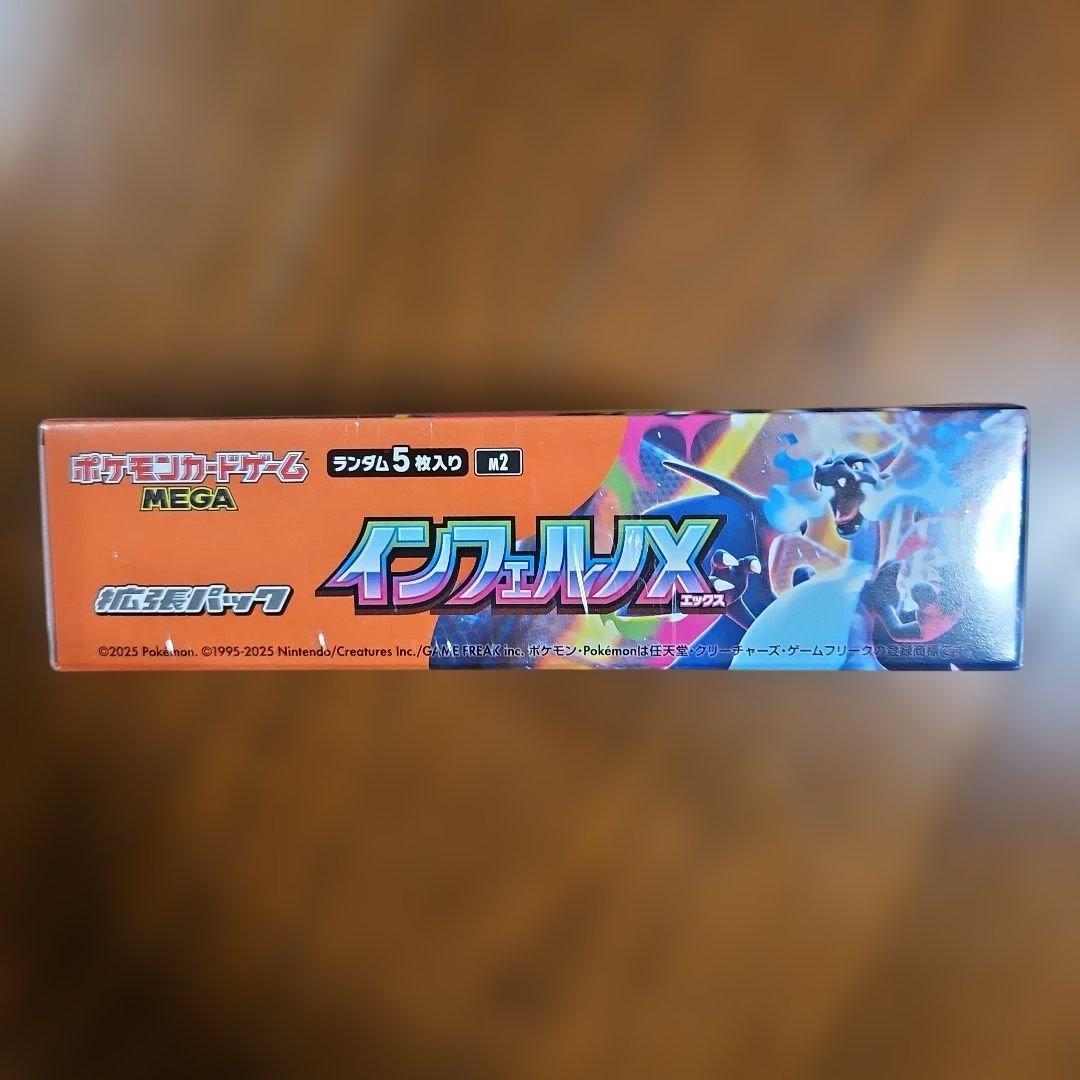 ポケモンカードゲーム
MEGA
ランダム5枚入り M2
インフェルノX
エックス
拡張パック
©2025 Pokémon. ©1995-2025 Nintendo/Creatures Inc./GAME FREAK inc. ポケモン・Pokémonは任天堂・クリーチャーズ・ゲームフリークの登録商標です